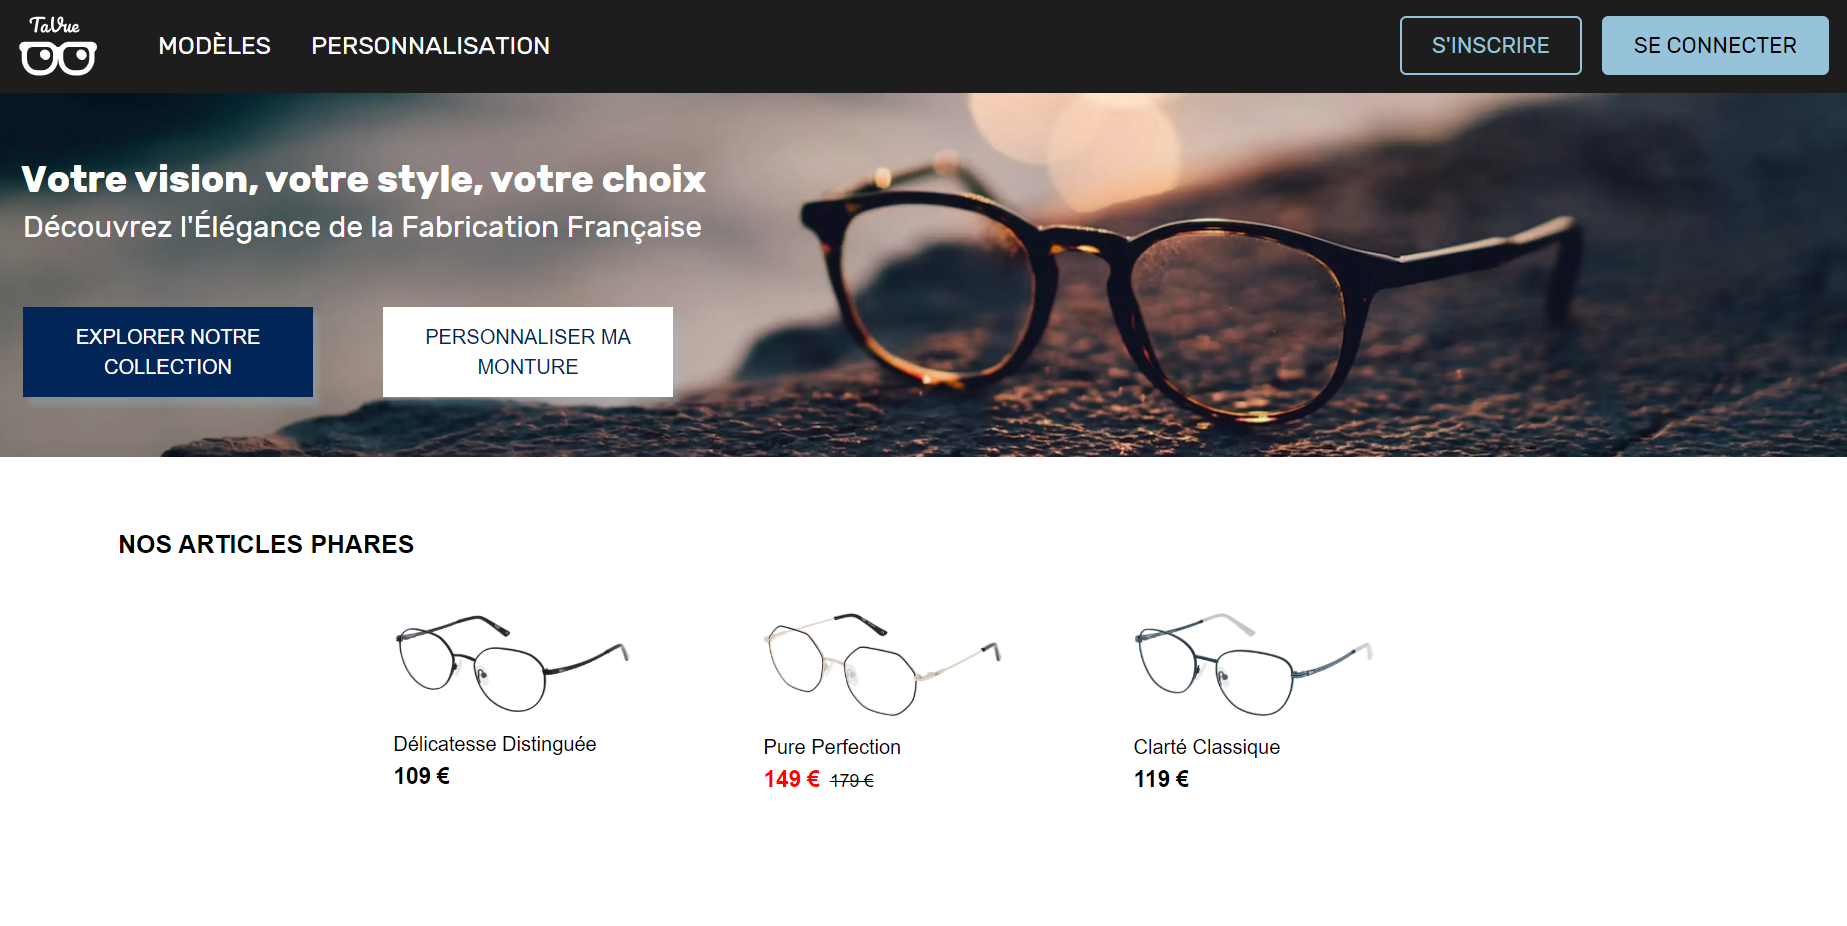 TaVue
MODÈLES
PERSONNALISATION
S'INSCRIRE
SE CONNECTER
Votre vision, votre style, votre choix
Découvrez l'Élégance de la Fabrication Française
EXPLORER NOTRE
COLLECTION
PERSONNALISER MA
MONTURE
NOS ARTICLES PHARES
Délicatesse Distinguée
109 €
Pure Perfection
149 € 179 €
Clarté Classique
119 €